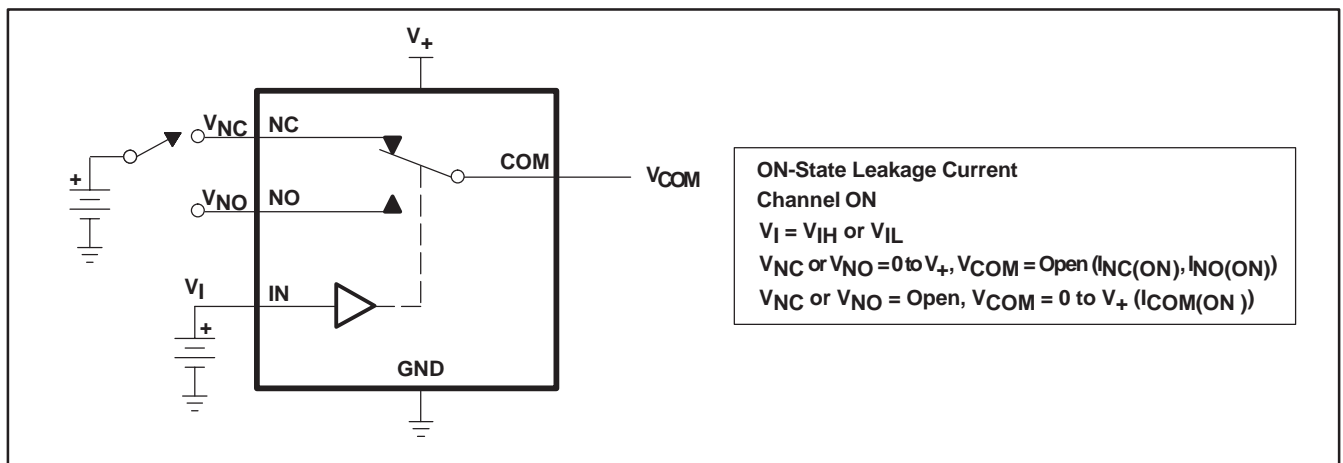 V+
VNC NC
COM
VCOM
+
VNO NO
VI IN
+
GND
ON-State Leakage Current
Channel ON
VI = VIH or VIL
VNC or VNO = 0 to V+, VCOM = Open (INC(ON), INO(ON))
VNC or VNO = Open, VCOM = 0 to V+ (ICOM(ON ))